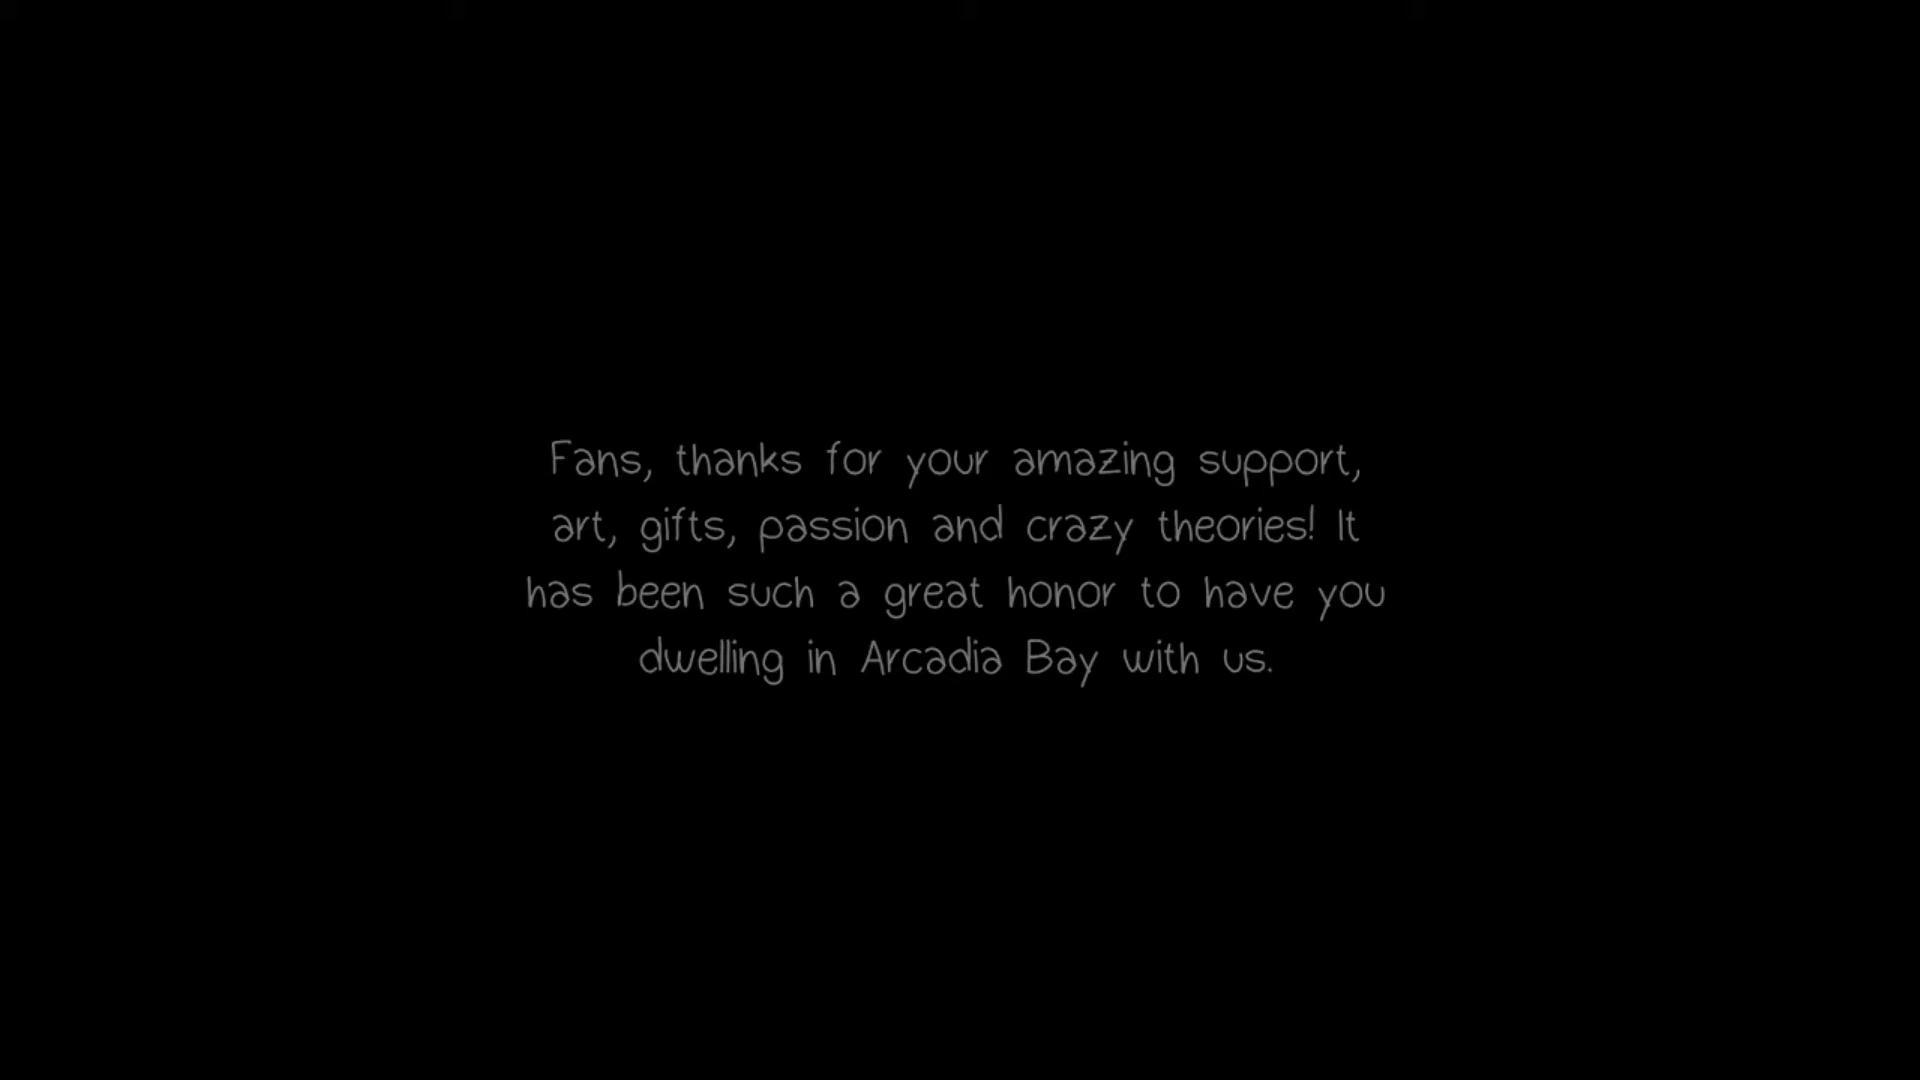 Fans, thanks for your amazing support,
art, gifts, passion and crazy theories! It
has been such a great honor to have you
dwelling in Arcadia Bay with us.